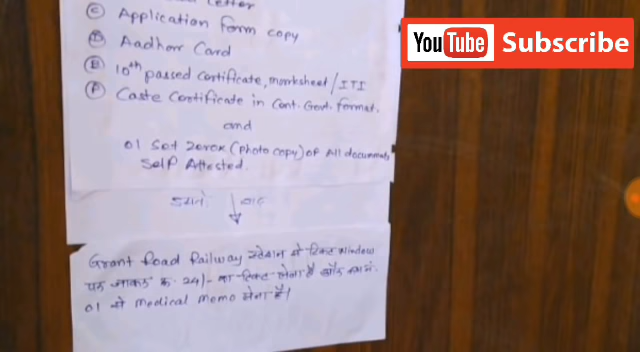 Letter
Ⓒ Application form copy
Ⓓ Aadhar Card
Ⓔ 10th passed certificate, marksheet/ITI
Ⓕ Caste Certificate in Cent. Govt. format.
and
01 Set Zerox (Photo copy) of All documents
Self Attested.
इसके बाद
Grant Road Railway स्टेशन से टिकट window
पर जाकर रू. 24/- का टिकट लेना है और रूम नं.
01 से medical memo लेना है।
YouTube Subscribe